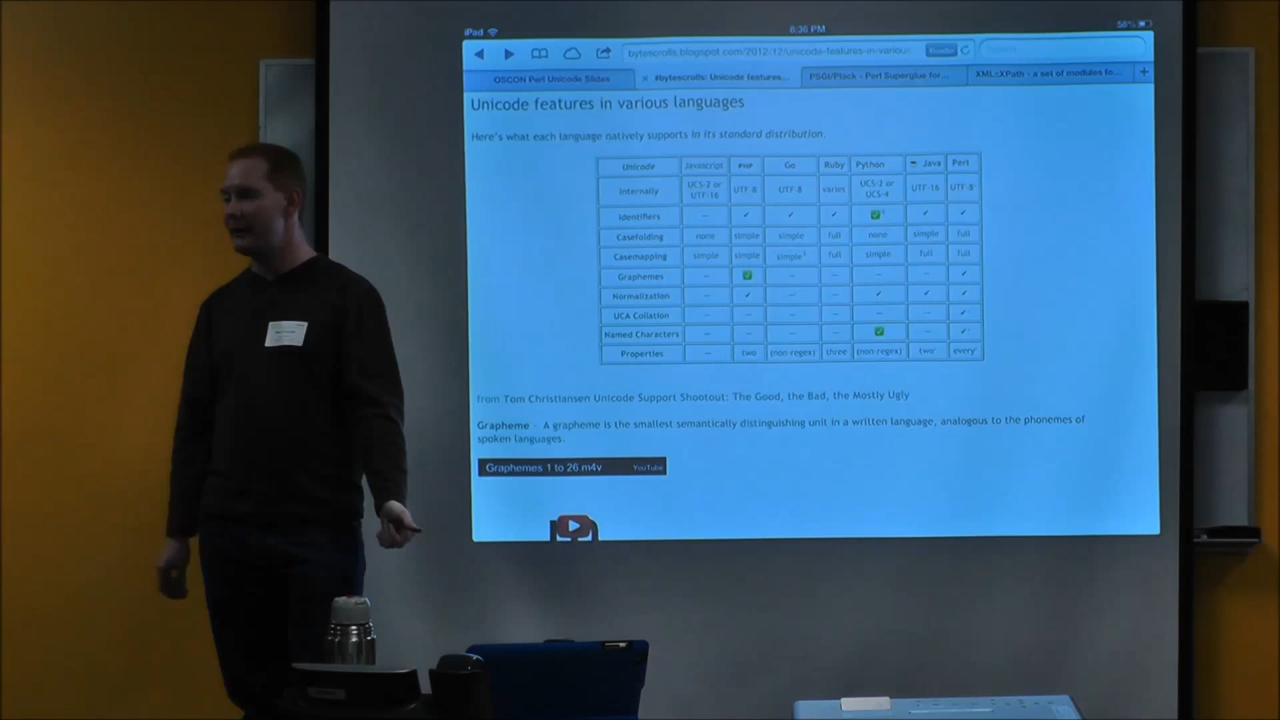 iPad 8:36 PM 58%
bytescrolls.blogspot.com/2012/12/unicode-features-in-variou Reader
OSCON Perl Unicode Slides × #bytescrolls: Unicode features... PSGI/Plack - Perl Superglue for... XML::XPath - a set of modules fo... +
Unicode features in various languages
Here's what each language natively supports in its standard distribution.
Unicode Javascript PHP Go Ruby Python Java Perl
Internally UCS-2 or UTF-16 UTF-8 UTF-8 varies UCS-2 or UCS-4 UTF-16 UTF-8
Identifiers — ✓ ✓ ✓ ✅ ✓ ✓
Casefolding none simple simple full none simple full
Casemapping simple simple simple full simple full full
Graphemes — ✅ — — — — ✓
Normalization — ✓ — — ✓ ✓ ✓
UCA Collation — — — — — — ✓
Named Characters — — — — ✅ — ✓
Properties — two (non-regex) three (non-regex) two every
from Tom Christiansen Unicode Support Shootout: The Good, the Bad, the Mostly Ugly
Grapheme - A grapheme is the smallest semantically distinguishing unit in a written language, analogous to the phonemes of
spoken languages.
Graphemes 1 to 26.m4v YouTube